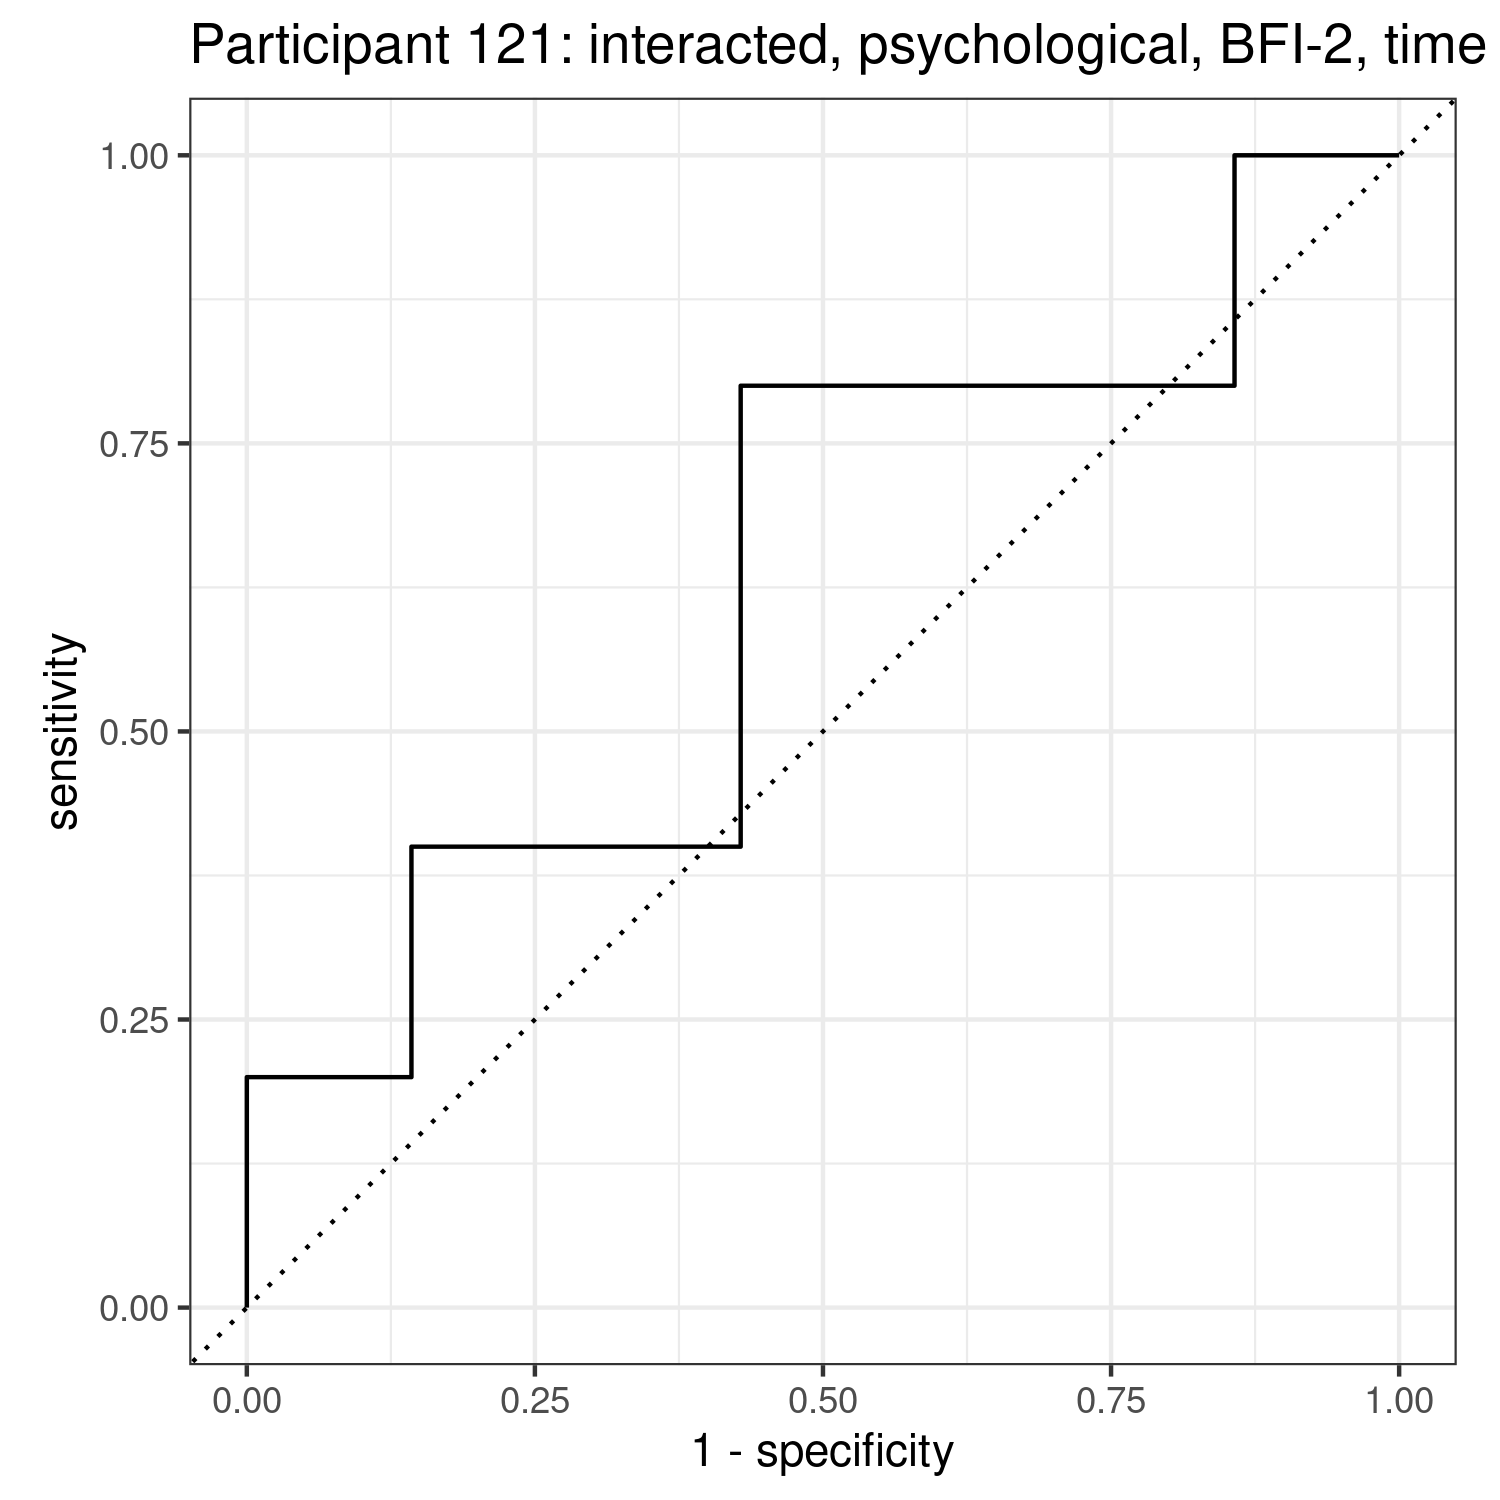 Participant 121: interacted, psychological, BFI-2, time
1.00
0.75
0.50
0.25
0.00
sensitivity
0.00 0.25 0.50 0.75 1.00
1 - specificity